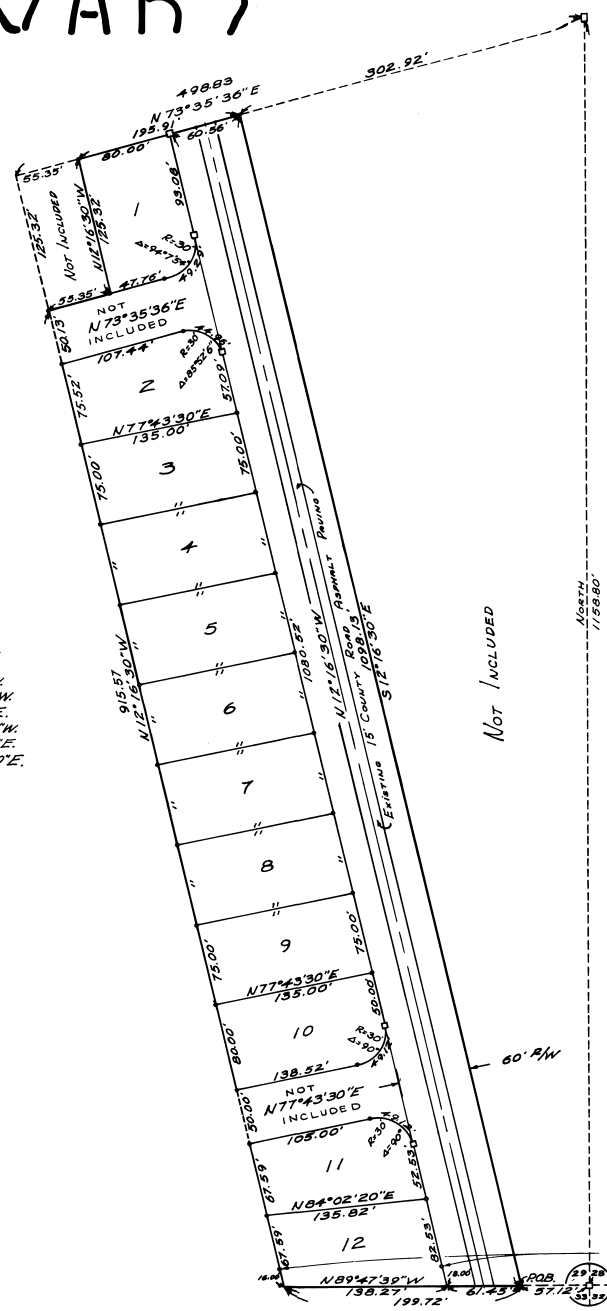 302.92'
498.83
N 73°35'36"E
195.91'
80.00'
60.56'
55.35'
125.32'
NOT INCLUDED
N12°16'30"W
125.32'
1
93.08'
R=30'
55.35'
47.76'
50.13'
NOT
N73°35'36"E
INCLUDED
107.44'
R=30'
75.52'
2
57.09'
N77°43'30"E
135.00'
75.00'
3
75.00'
"
"
4
"
"
5
"
915.57
N12°16'30"W
1080.52'
N12°16'30"W
EXISTING 15' COUNTY ROAD ASPHALT PAVING
1098.13'
S12°16'30"E
NOT INCLUDED
NORTH
1158.80'
W.
W.
E.
"W.
"E.
0"E.
"
6
"
"
7
"
"
8
"
75.00'
9
75.00'
N77°43'30"E
135.00'
80.00'
10
50.00'
R=30'
Δ=90°
138.52'
NOT
N77°43'30"E
INCLUDED
50.00'
60' R/W
105.00'
R=30'
Δ=90°
67.59'
11
52.53'
N84°02'20"E
135.82'
67.59'
12
82.53'
N89°47'39"W
138.27'
18.00'
61.45'
P.O.B.
57.12'
199.72'
29 28
33